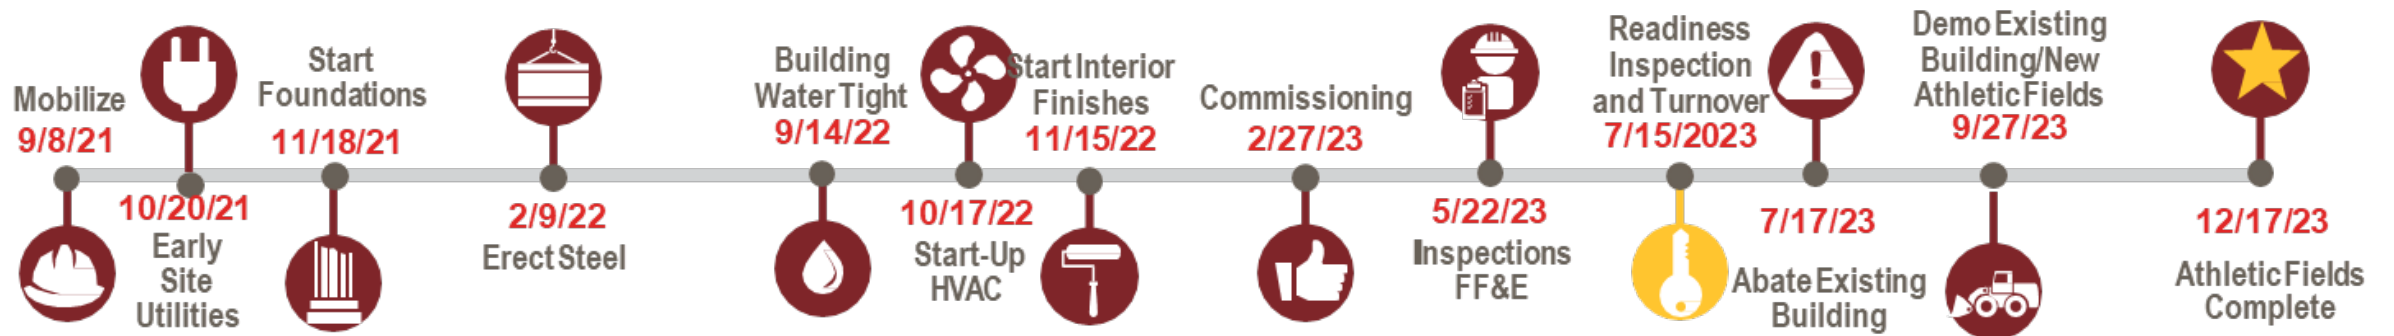 Mobilize
9/8/21
10/20/21
Early
Site
Utilities
Start
Foundations
11/18/21
2/9/22
Erect Steel
Building
Water Tight
9/14/22
10/17/22
Start-Up
HVAC
Start Interior
Finishes
11/15/22
Commissioning
2/27/23
5/22/23
Inspections
FF&E
Readiness
Inspection
and Turnover
7/15/2023
7/17/23
Abate Existing
Building
Demo Existing
Building/New
Athletic Fields
9/27/23
12/17/23
Athletic Fields
Complete